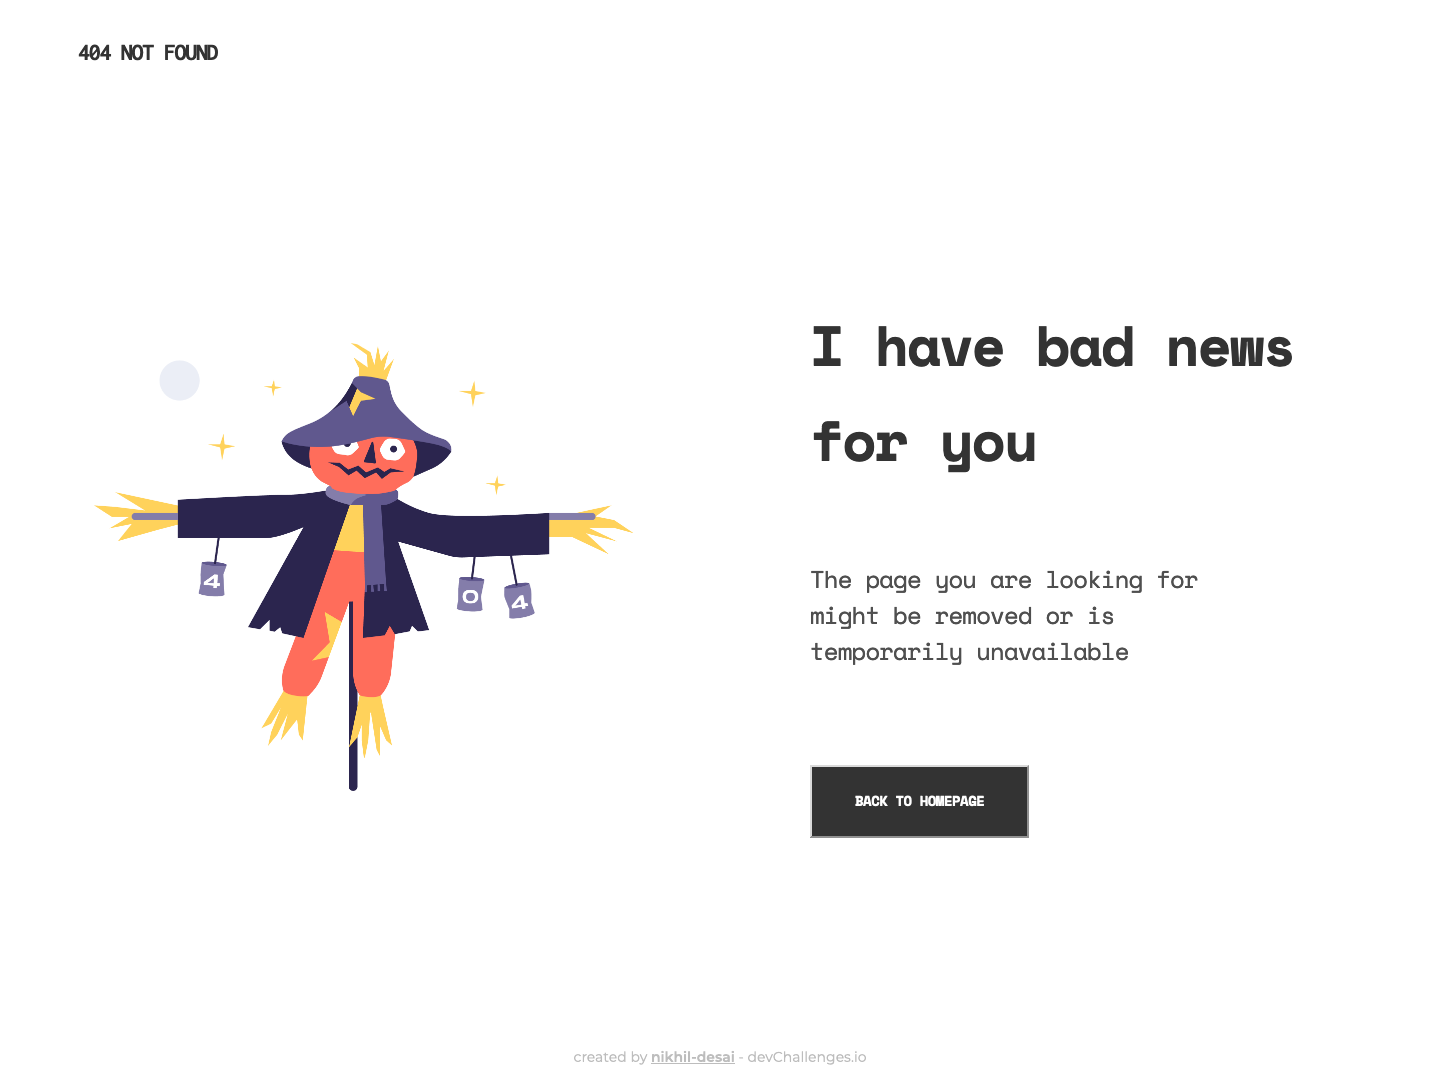 404 NOT FOUND
I have bad news
for you
The page you are looking for
might be removed or is
temporarily unavailable
BACK TO HOMEPAGE
4
0
4
created by nikhil-desai - devChallenges.io